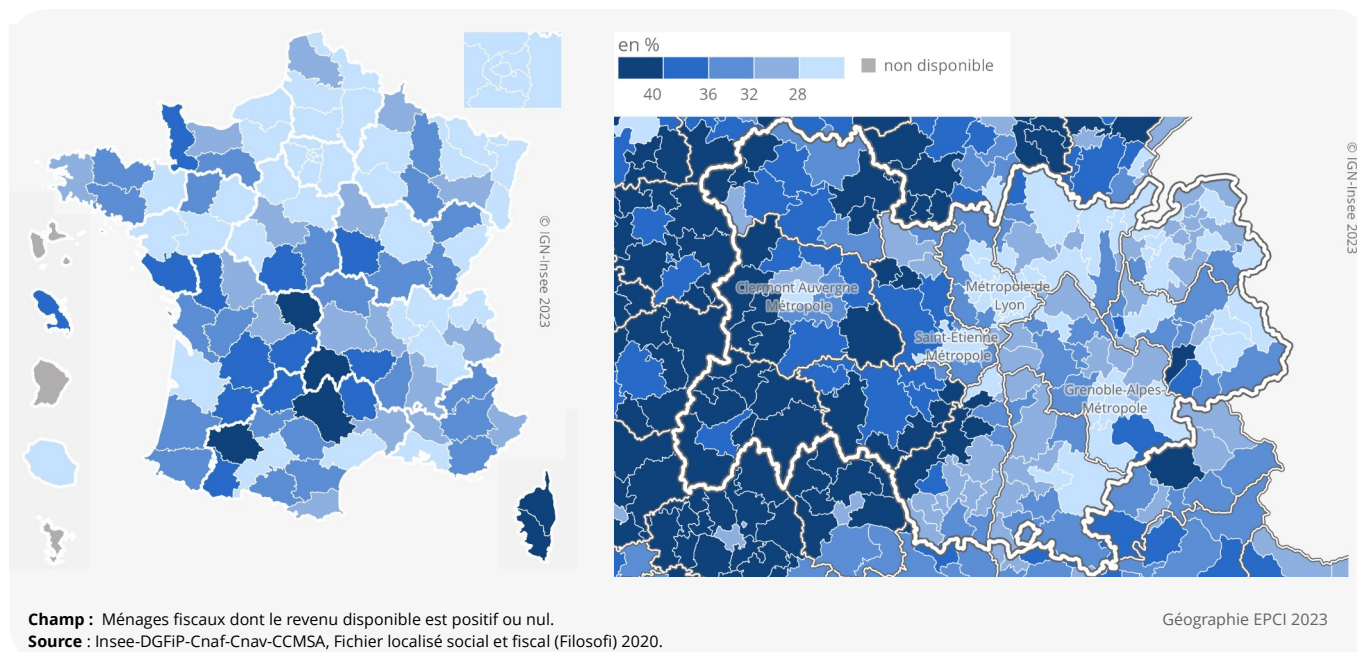 en %
40 36 32 28
non disponible
© IGN-Insee 2023
© IGN-Insee 2023
Clermont Auvergne
Métropole
Métropole de
Lyon
Saint-Étienne
Métropole
Grenoble-Alpes-
Métropole
Champ : Ménages fiscaux dont le revenu disponible est positif ou nul.
Géographie EPCI 2023
Source : Insee-DGFiP-Cnaf-Cnav-CCMSA, Fichier localisé social et fiscal (Filosofi) 2020.